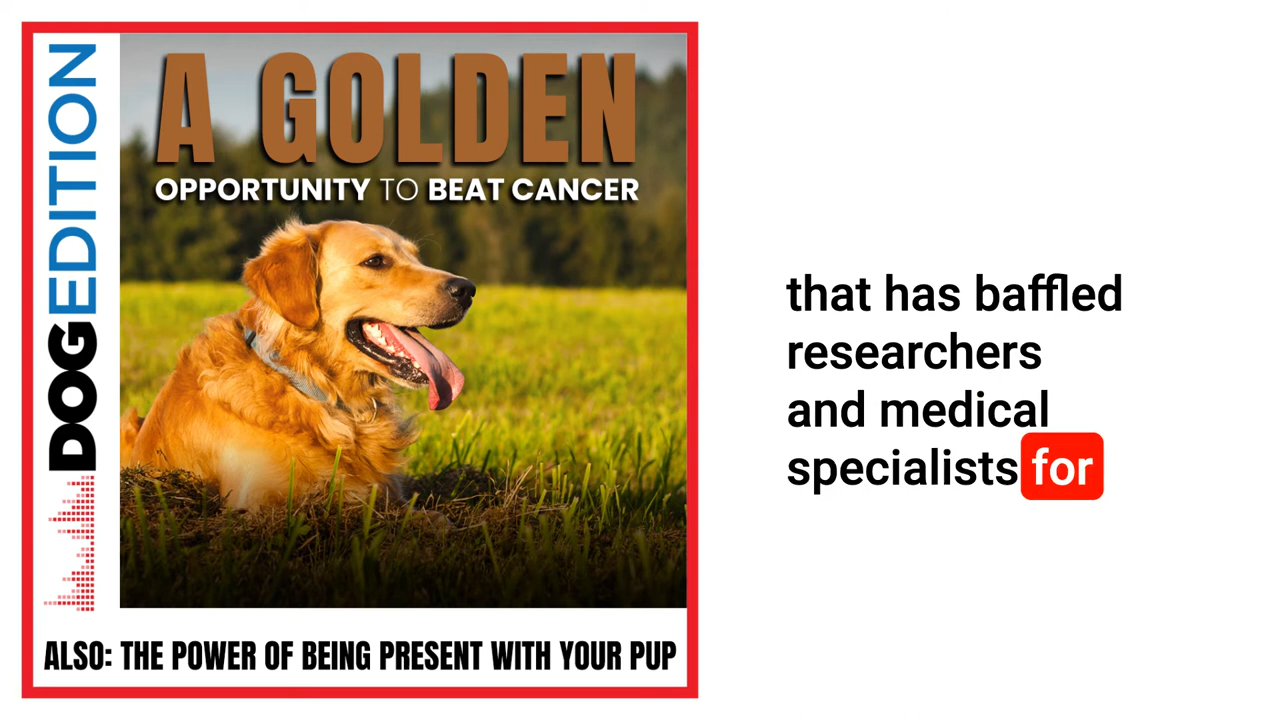 DOGEDITION
A GOLDEN
OPPORTUNITY TO BEAT CANCER
ALSO: THE POWER OF BEING PRESENT WITH YOUR PUP
that has baffled
researchers
and medical
specialists for